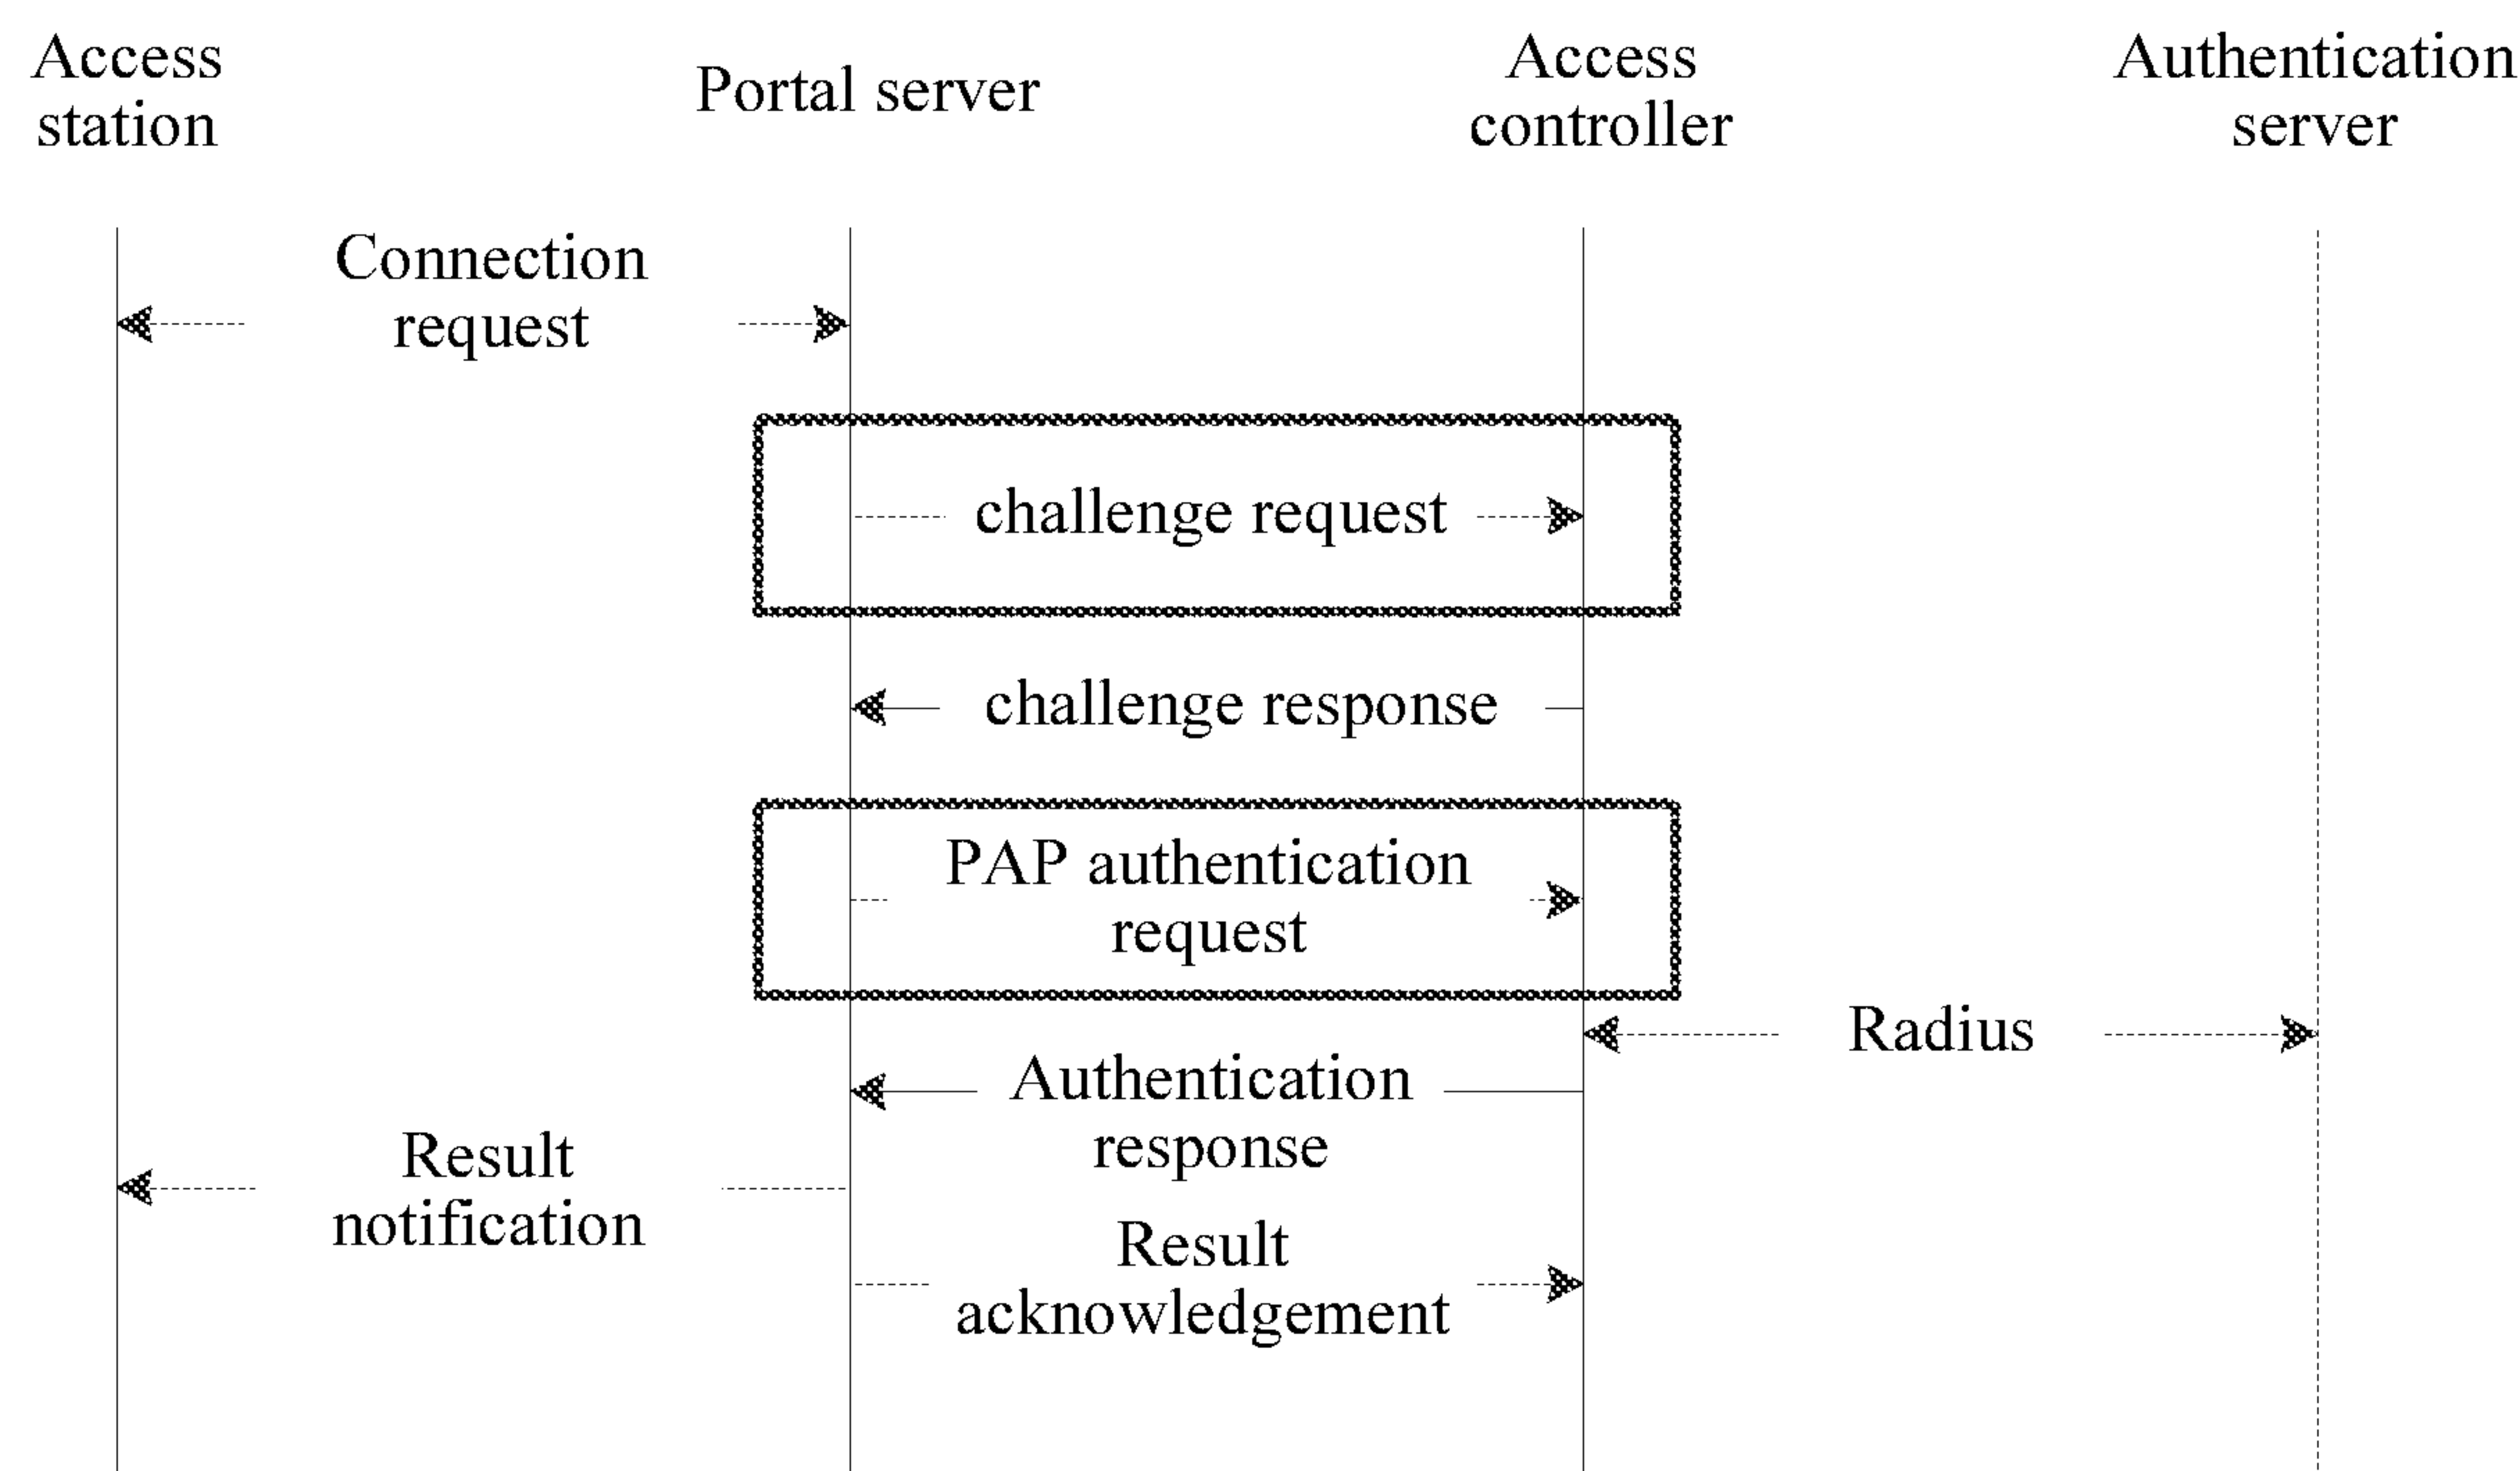 Access
station
Portal server
Access
controller
Authentication
server
Connection
request
challenge request
challenge response
PAP authentication
request
Radius
Authentication
response
Result
notification
Result
acknowledgement